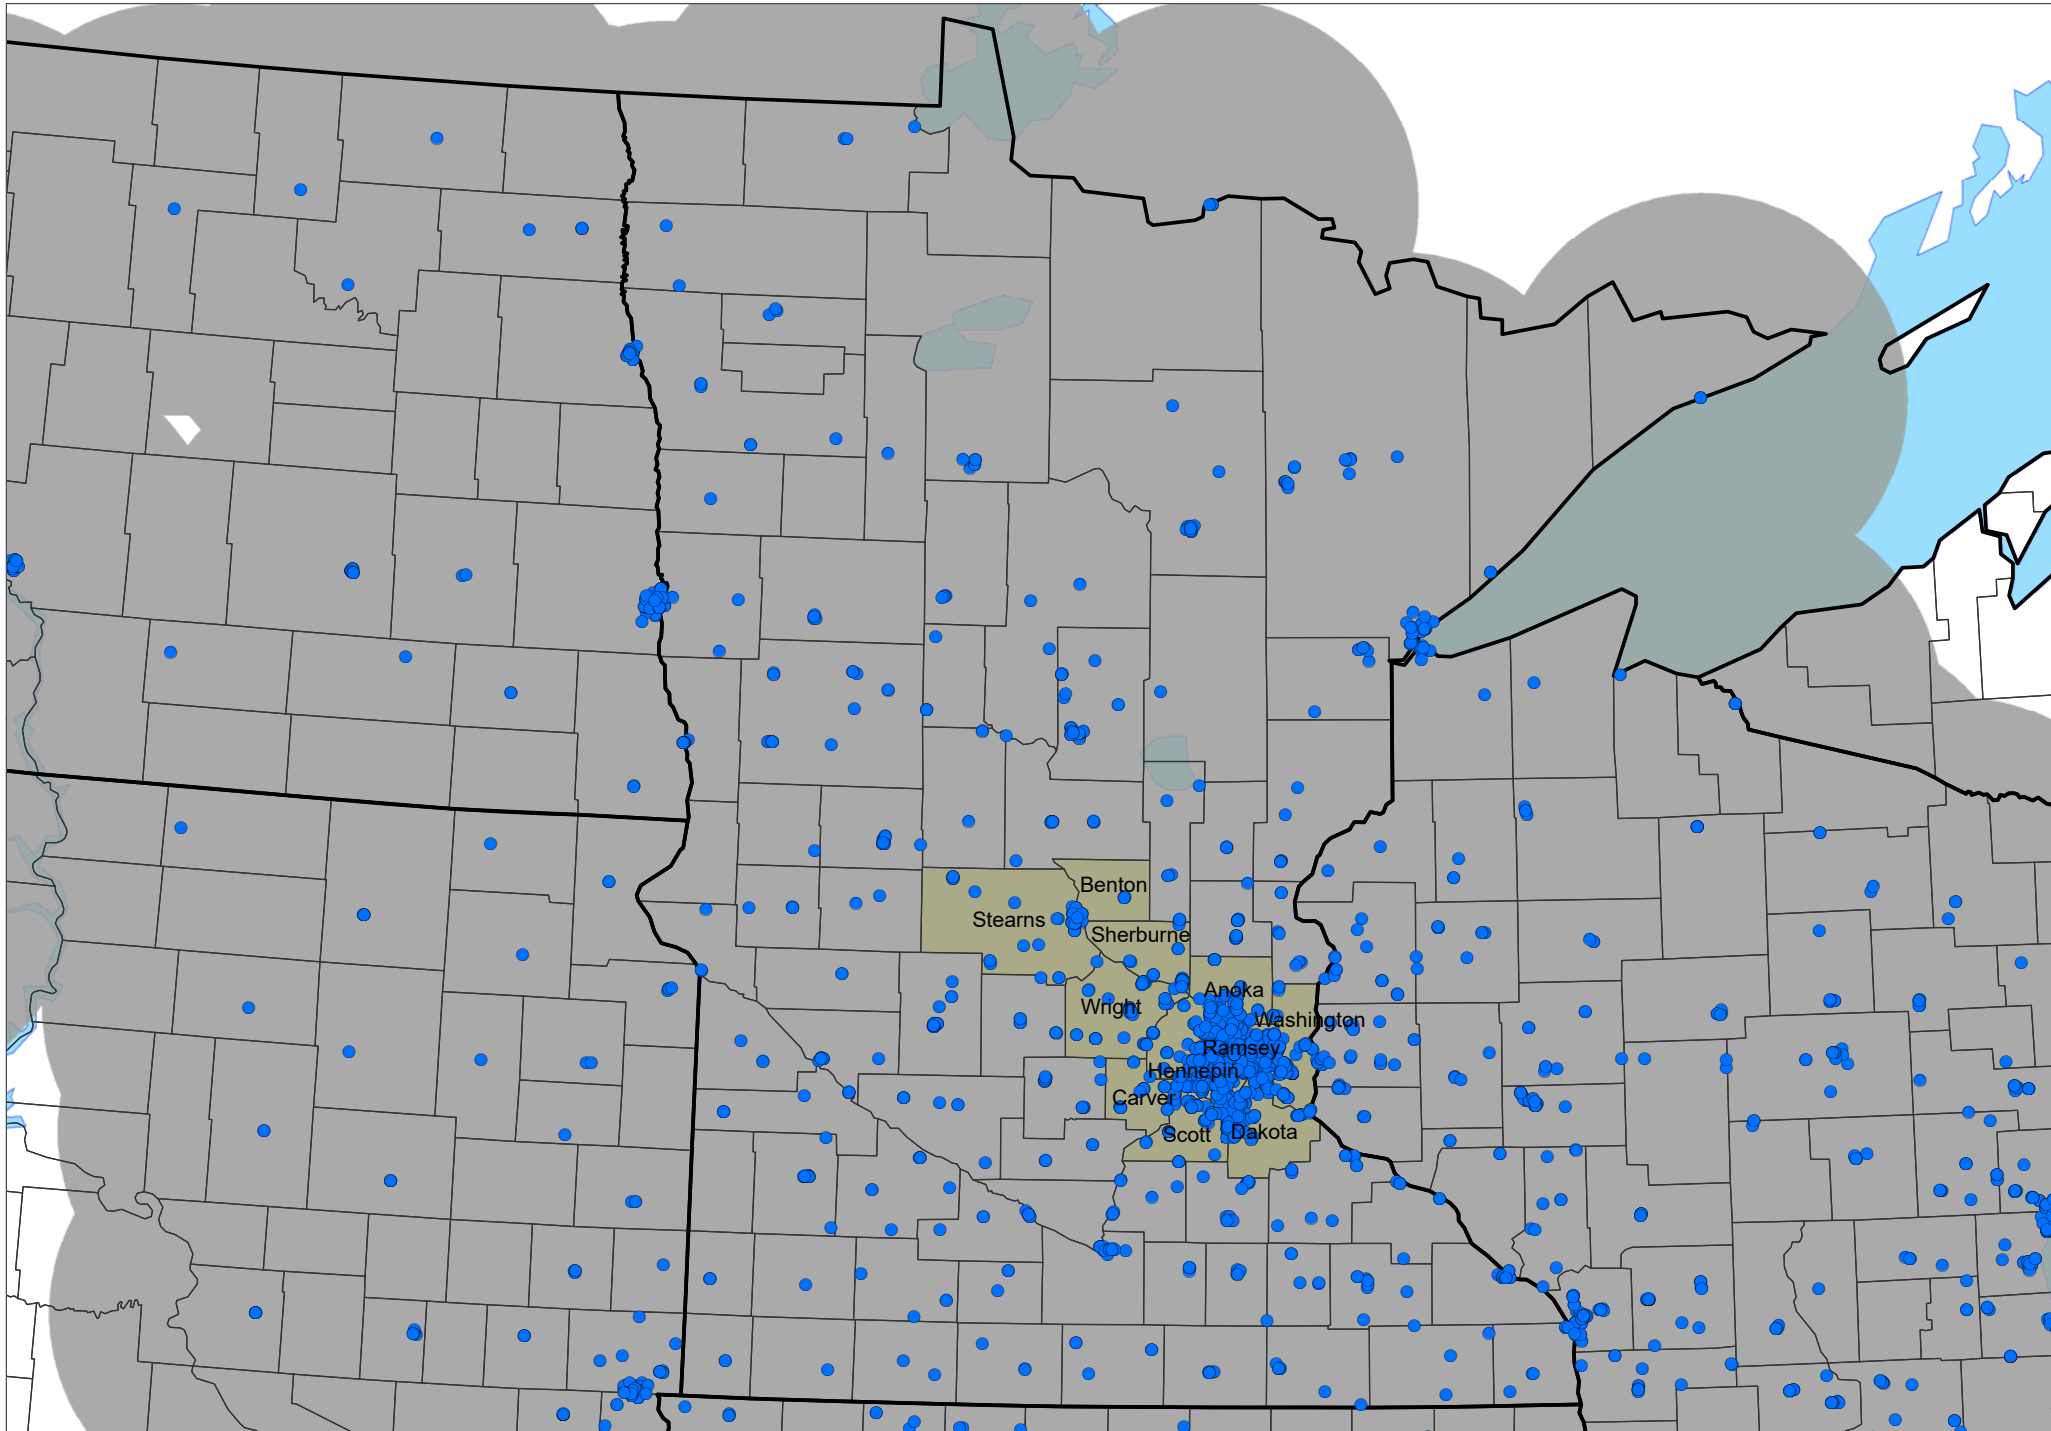 Benton
Stearns
Sherburne
Anoka
Wright
Washington
Ramsey
Hennepin
Carver
Scott
Dakota